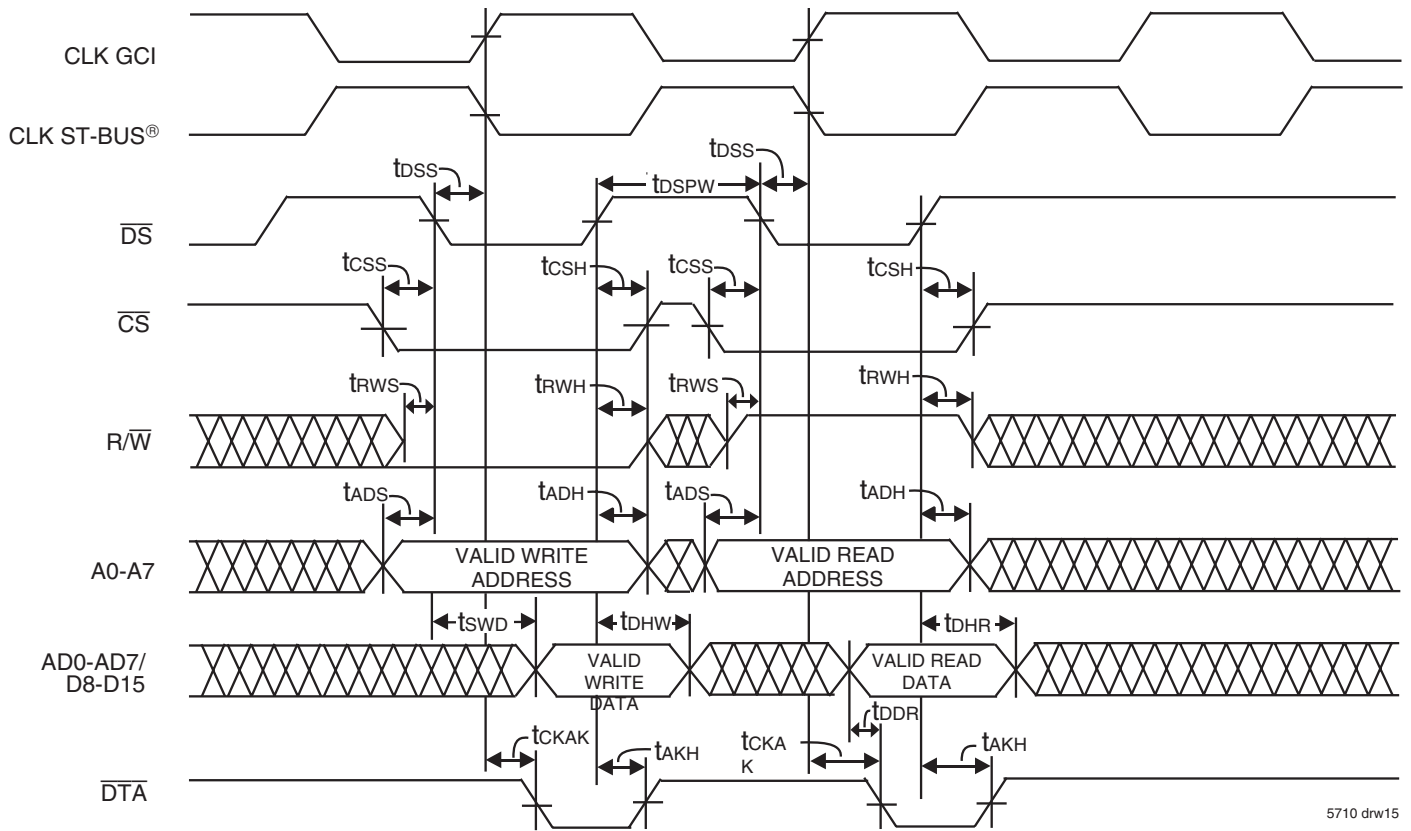 CLK GCI
CLK ST-BUS®
tDSS
tDSPW
tDSS
DS
tCSS
tCSH
tCSS
tCSH
CS
tRWS
tRWH
tRWS
tRWH
R/W
tADS
tADH
tADS
tADH
A0-A7
VALID WRITE
ADDRESS
VALID READ
ADDRESS
tSWD
tDHW
tDHR
AD0-AD7/
D8-D15
VALID
WRITE
DATA
VALID READ
DATA
tDDR
tCKAK
tAKH
tCKA
K
tAKH
DTA
5710 drw15